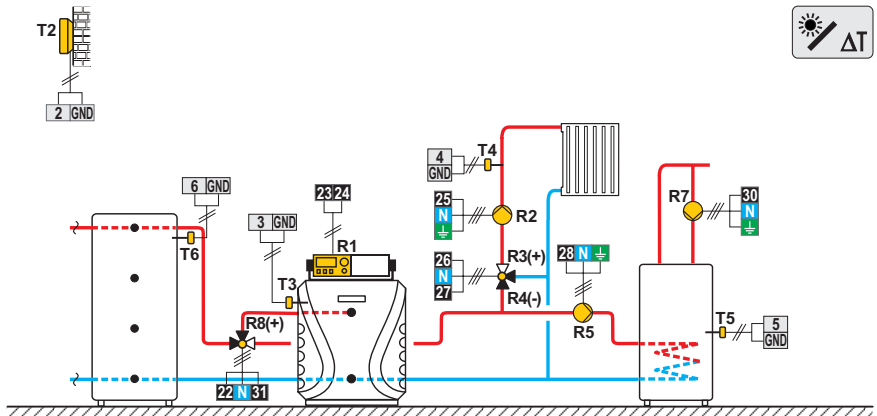 T2
2 GND
ΔT
4
GND
T4
6 GND
23 24
25
N
R2
R7
30
N
3 GND
R1
T6
R3(+)
28 N
26
N
27
T3
R4(-)
R8(+)
R5
T5
5
GND
22 N 31